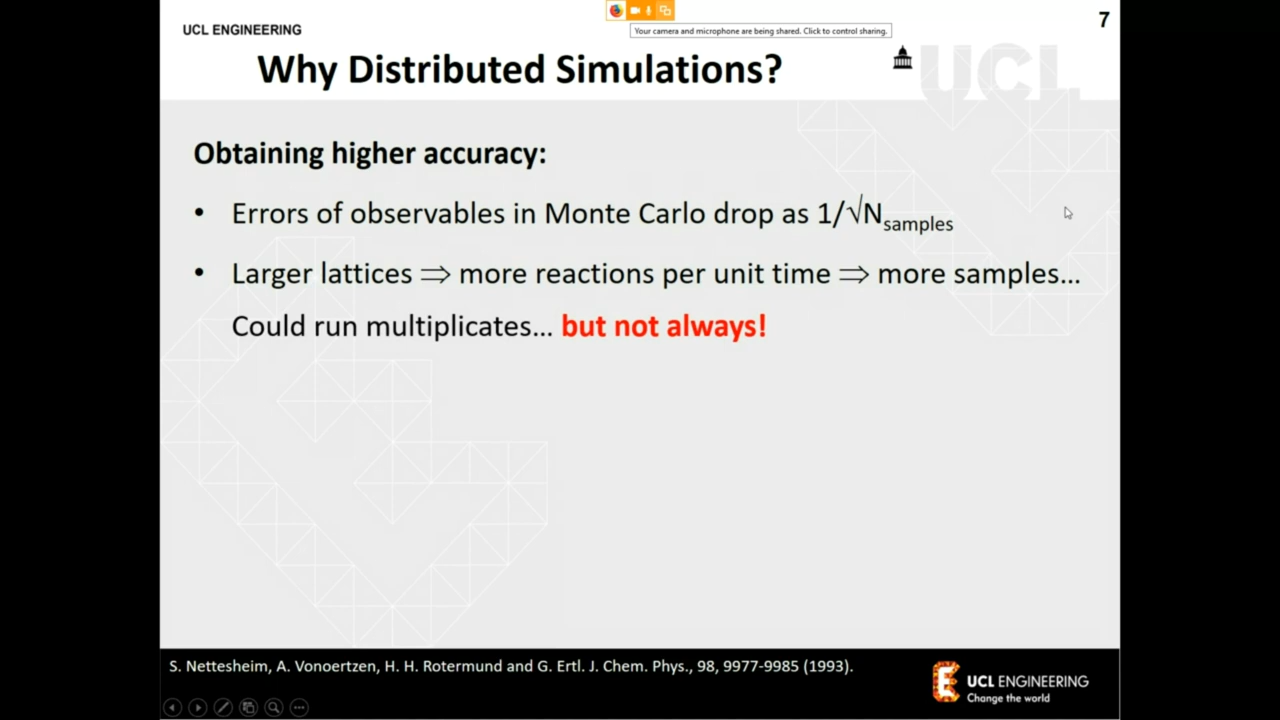 Your camera and microphone are being shared. Click to control sharing.
7
UCL ENGINEERING
Why Distributed Simulations?
UCL
Obtaining higher accuracy:
• Errors of observables in Monte Carlo drop as 1/√N_samples
• Larger lattices ⇒ more reactions per unit time ⇒ more samples...
Could run multiplicates... but not always!
S. Nettesheim, A. Vonoertzen, H. H. Rotermund and G. Ertl. J. Chem. Phys., 98, 9977-9985 (1993).
UCL ENGINEERING
Change the world